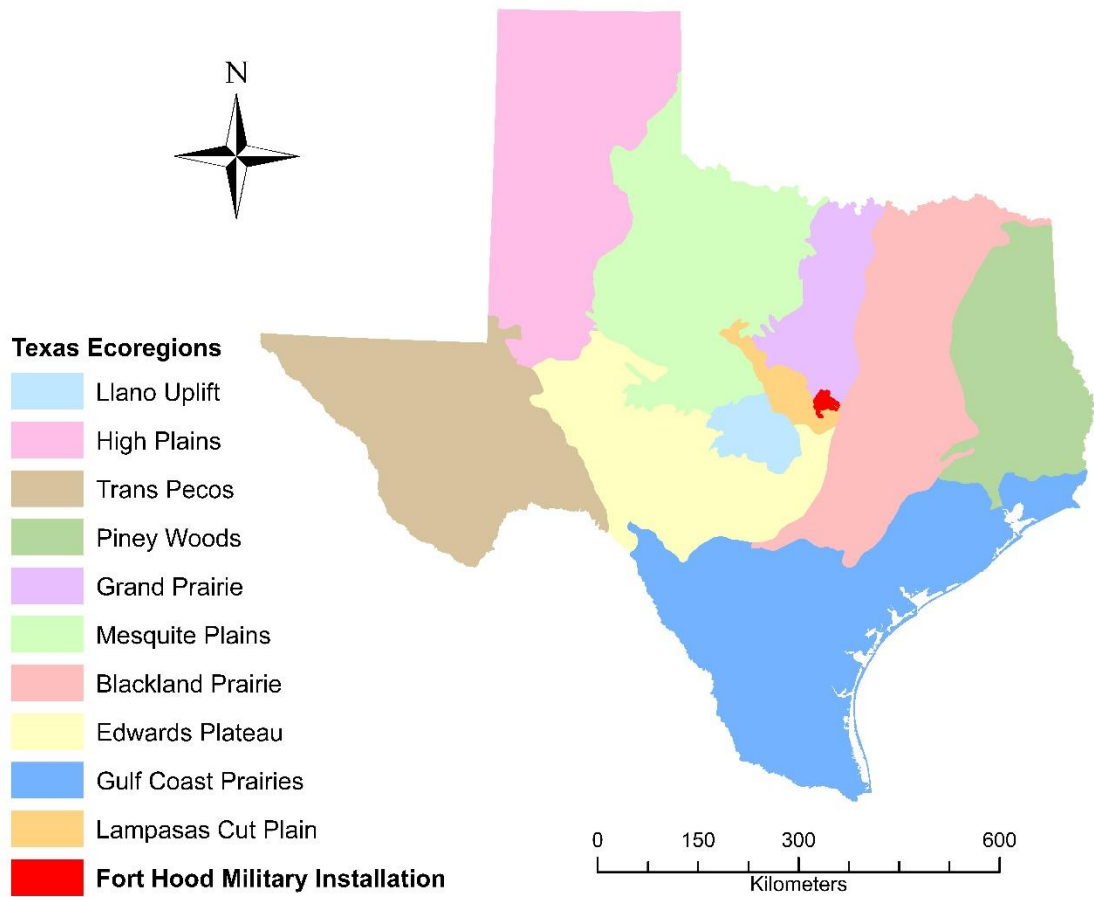 N
Texas Ecoregions
Llano Uplift
High Plains
Trans Pecos
Piney Woods
Grand Prairie
Mesquite Plains
Blackland Prairie
Edwards Plateau
Gulf Coast Prairies
Lampasas Cut Plain
Fort Hood Military Installation
0 150 300 600
Kilometers